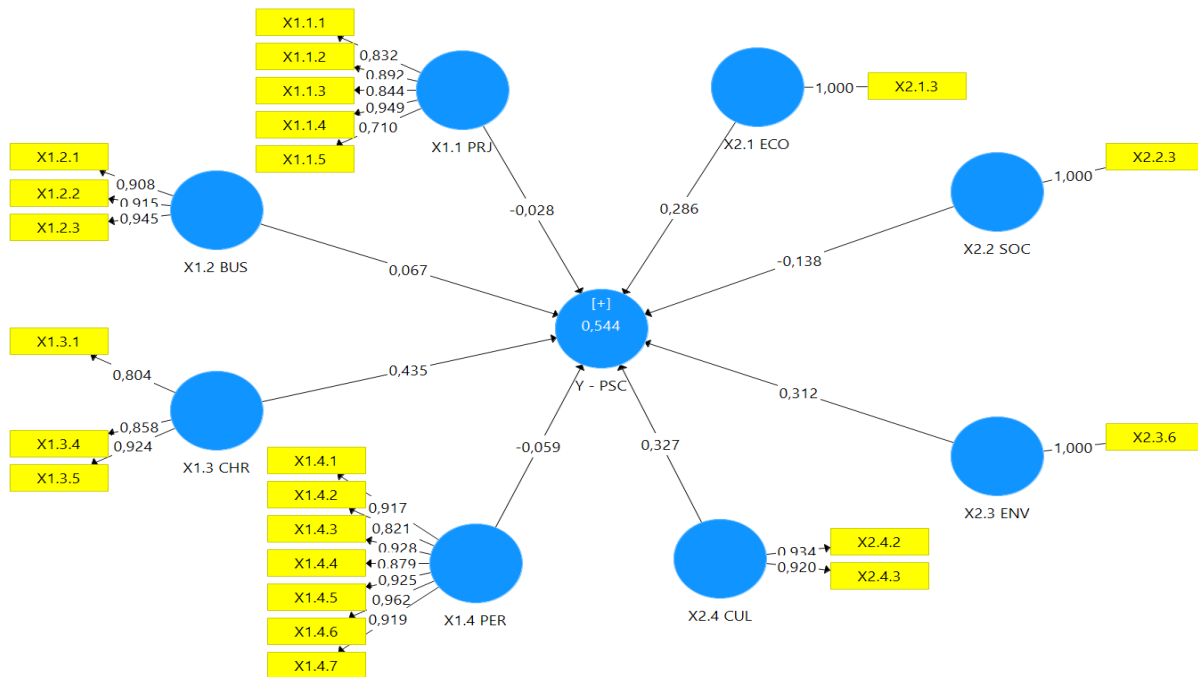 X1.1.1
X1.1.2
X1.1.3
X1.1.4
X1.1.5
0,832
0,892
0,844
0,949
0,710
X1.1 PRJ
X2.1 ECO
1,000
X2.1.3
X2.2.3
1,000
X2.2 SOC
X1.2.1
X1.2.2
X1.2.3
0,908
0,915
0,945
X1.2 BUS
-0,028
0,286
-0,138
0,067
[+]
0,544
Y - PSC
X1.3.1
0,804
X1.3.4
X1.3.5
0,858
0,924
X1.3 CHR
0,435
0,312
X2.3.6
1,000
X2.3 ENV
-0,059
0,327
X1.4.1
X1.4.2
X1.4.3
X1.4.4
X1.4.5
X1.4.6
X1.4.7
0,917
0,821
0,928
0,879
0,925
0,962
0,919
X1.4 PER
X2.4 CUL
0,934
0,920
X2.4.2
X2.4.3